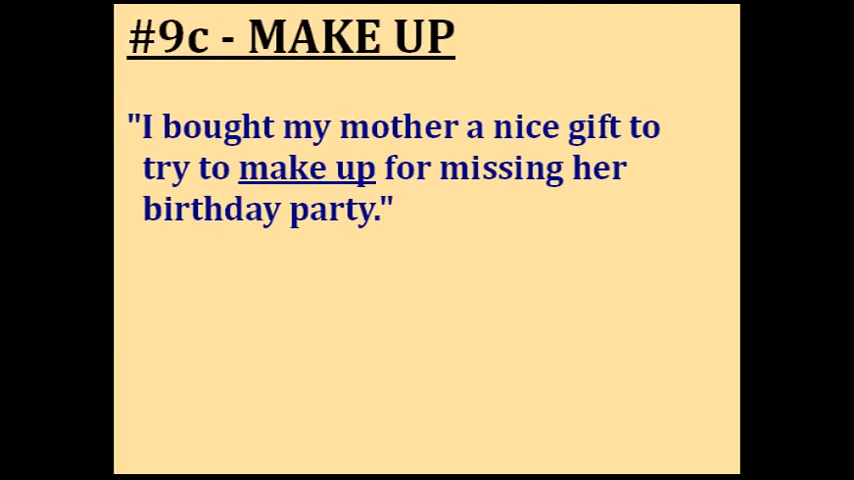 #9c - MAKE UP
"I bought my mother a nice gift to
try to make up for missing her
birthday party."